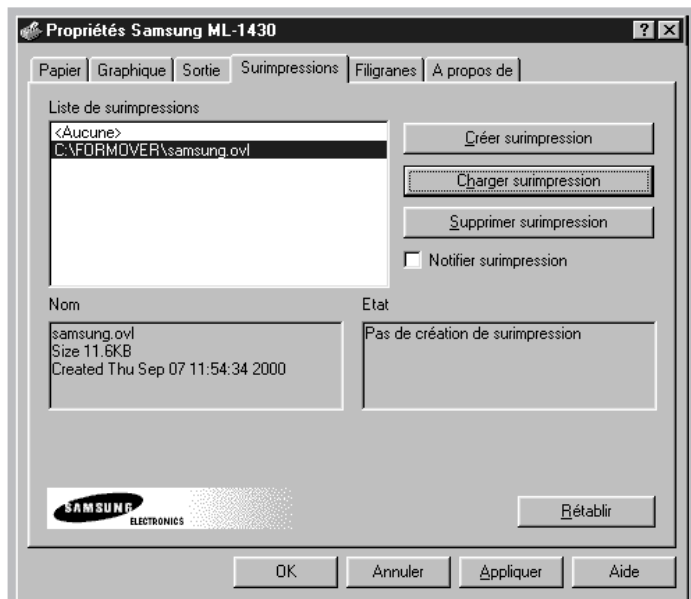 Propriétés Samsung ML-1430
Papier Graphique Sortie Surimpressions Filigranes A propos de
Liste de surimpressions
<Aucune>
C:\FORMOVER\samsung.ovl
Créer surimpression
Charger surimpression
Supprimer surimpression
Notifier surimpression
Nom
samsung.ovl
Size 11.6KB
Created Thu Sep 07 11:54:34 2000
Etat
Pas de création de surimpression
SAMSUNG
ELECTRONICS
Rétablir
OK Annuler Appliquer Aide